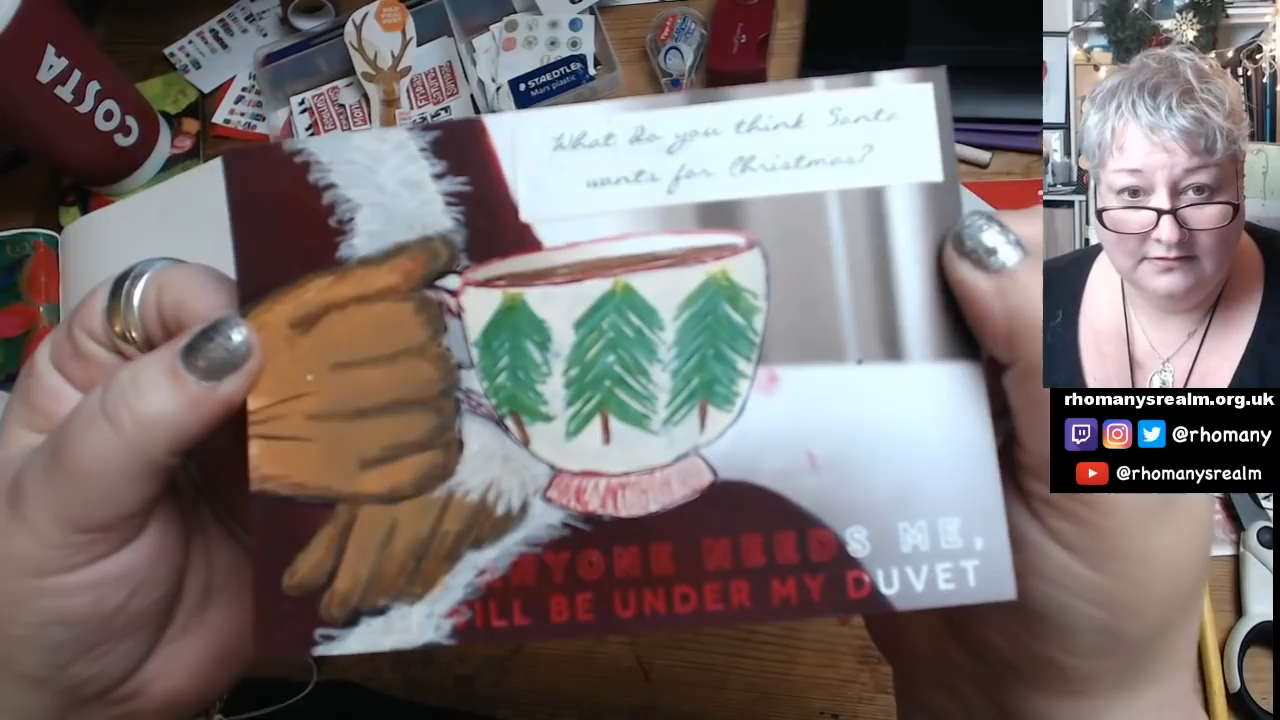 COSTA
STAEDTLER
Mars plastic
What do you think Santa
wants for Christmas?
ANYONE NEEDS ME,
ILL BE UNDER MY DUVET
rhomanysrealm.org.uk
@rhomany
@rhomanysrealm